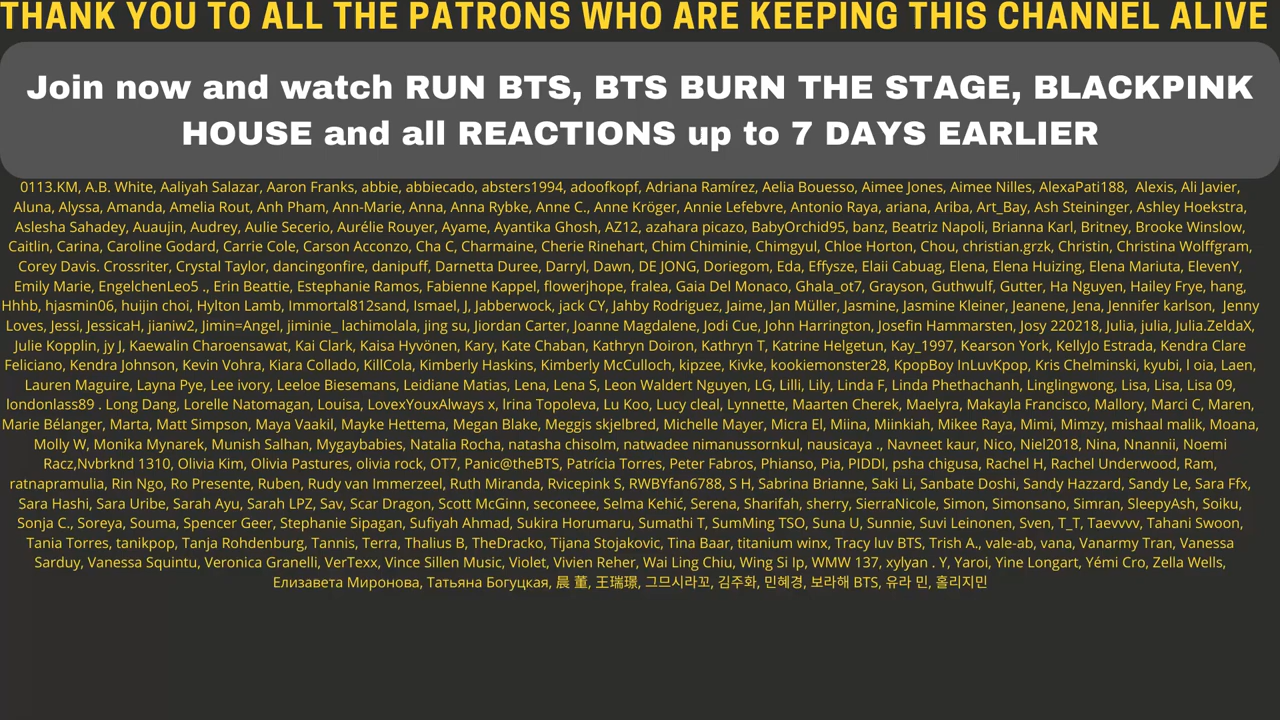 THANK YOU TO ALL THE PATRONS WHO ARE KEEPING THIS CHANNEL ALIVE
Join now and watch RUN BTS, BTS BURN THE STAGE, BLACKPINK
HOUSE and all REACTIONS up to 7 DAYS EARLIER
0113.KM, A.B. White, Aaliyah Salazar, Aaron Franks, abbie, abbiecado, absters1994, adoofkopf, Adriana Ramírez, Aelia Bouesso, Aimee Jones, Aimee Nilles, AlexaPati188, Alexis, Ali Javier,
Aluna, Alyssa, Amanda, Amelia Rout, Anh Pham, Ann-Marie, Anna, Anna Rybke, Anne C., Anne Kröger, Annie Lefebvre, Antonio Raya, ariana, Ariba, Art_Bay, Ash Steininger, Ashley Hoekstra,
Aslesha Sahadey, Auaujin, Audrey, Aulie Secerio, Aurélie Rouyer, Ayame, Ayantika Ghosh, AZ12, azahara picazo, BabyOrchid95, banz, Beatriz Napoli, Brianna Karl, Britney, Brooke Winslow,
Caitlin, Carina, Caroline Godard, Carrie Cole, Carson Acconzo, Cha C, Charmaine, Cherie Rinehart, Chim Chiminie, Chimgyul, Chloe Horton, Chou, christian.grzk, Christin, Christina Wolffgram,
Corey Davis. Crossriter, Crystal Taylor, dancingonfire, danipuff, Darnetta Duree, Darryl, Dawn, DE JONG, Doriegom, Eda, Effysze, Elaii Cabuag, Elena, Elena Huizing, Elena Mariuta, ElevenY,
Emily Marie, EngelchenLeo5 ., Erin Beattie, Estephanie Ramos, Fabienne Kappel, flowerjhope, fralea, Gaia Del Monaco, Ghala_ot7, Grayson, Guthwulf, Gutter, Ha Nguyen, Hailey Frye, hang,
Hhhb, hjasmin06, huijin choi, Hylton Lamb, Immortal812sand, Ismael, J, Jabberwock, jack CY, Jahby Rodriguez, Jaime, Jan Müller, Jasmine, Jasmine Kleiner, Jeanene, Jena, Jennifer karlson, Jenny
Loves, Jessi, JessicaH, jianiw2, Jimin=Angel, jiminie_ lachimolala, jing su, Jiordan Carter, Joanne Magdalene, Jodi Cue, John Harrington, Josefin Hammarsten, Josy 220218, Julia, julia, Julia.ZeldaX,
Julie Kopplin, jy J, Kaewalin Charoensawat, Kai Clark, Kaisa Hyvönen, Kary, Kate Chaban, Kathryn Doiron, Kathryn T, Katrine Helgetun, Kay_1997, Kearson York, KellyJo Estrada, Kendra Clare
Feliciano, Kendra Johnson, Kevin Vohra, Kiara Collado, KillCola, Kimberly Haskins, Kimberly McCulloch, kipzee, Kivke, kookiemonster28, KpopBoy InLuvKpop, Kris Chelminski, kyubi, l oia, Laen,
Lauren Maguire, Layna Pye, Lee ivory, Leeloe Biesemans, Leidiane Matias, Lena, Lena S, Leon Waldert Nguyen, LG, Lilli, Lily, Linda F, Linda Phethachanh, Linglingwong, Lisa, Lisa, Lisa 09,
londonlass89 . Long Dang, Lorelle Natomagan, Louisa, LovexYouxAlways x, lrina Topoleva, Lu Koo, Lucy cleal, Lynnette, Maarten Cherek, Maelyra, Makayla Francisco, Mallory, Marci C, Maren,
Marie Bélanger, Marta, Matt Simpson, Maya Vaakil, Mayke Hettema, Megan Blake, Meggis skjelbred, Michelle Mayer, Micra El, Miina, Miinkiah, Mikee Raya, Mimi, Mimzy, mishaal malik, Moana,
Molly W, Monika Mynarek, Munish Salhan, Mygaybabies, Natalia Rocha, natasha chisolm, natwadee nimanussornkul, nausicaya ., Navneet kaur, Nico, Niel2018, Nina, Nnannii, Noemi
Racz,Nvbrknd 1310, Olivia Kim, Olivia Pastures, olivia rock, OT7, Panic@theBTS, Patrícia Torres, Peter Fabros, Phianso, Pia, PIDDI, psha chigusa, Rachel H, Rachel Underwood, Ram,
ratnapramulia, Rin Ngo, Ro Presente, Ruben, Rudy van Immerzeel, Ruth Miranda, Rvicepink S, RWBYfan6788, S H, Sabrina Brianne, Saki Li, Sanbate Doshi, Sandy Hazzard, Sandy Le, Sara Ffx,
Sara Hashi, Sara Uribe, Sarah Ayu, Sarah LPZ, Sav, Scar Dragon, Scott McGinn, seconeee, Selma Kehić, Serena, Sharifah, sherry, SierraNicole, Simon, Simonsano, Simran, SleepyAsh, Soiku,
Sonja C., Soreya, Souma, Spencer Geer, Stephanie Sipagan, Sufiyah Ahmad, Sukira Horumaru, Sumathi T, SumMing TSO, Suna U, Sunnie, Suvi Leinonen, Sven, T_T, Taevvvv, Tahani Swoon,
Tania Torres, tanikpop, Tanja Rohdenburg, Tannis, Terra, Thalius B, TheDracko, Tijana Stojakovic, Tina Baar, titanium winx, Tracy luv BTS, Trish A., vale-ab, vana, Vanarmy Tran, Vanessa
Sarduy, Vanessa Squintu, Veronica Granelli, VerTexx, Vince Sillen Music, Violet, Vivien Reher, Wai Ling Chiu, Wing Si Ip, WMW 137, xylyan . Y, Yaroi, Yine Longart, Yémi Cro, Zella Wells,
Елизавета Миронова, Татьяна Богуцкая, 晨 董, 王瑞璟, 그므시라꼬, 김주화, 민혜경, 보라해 BTS, 유라 민, 홀리지민